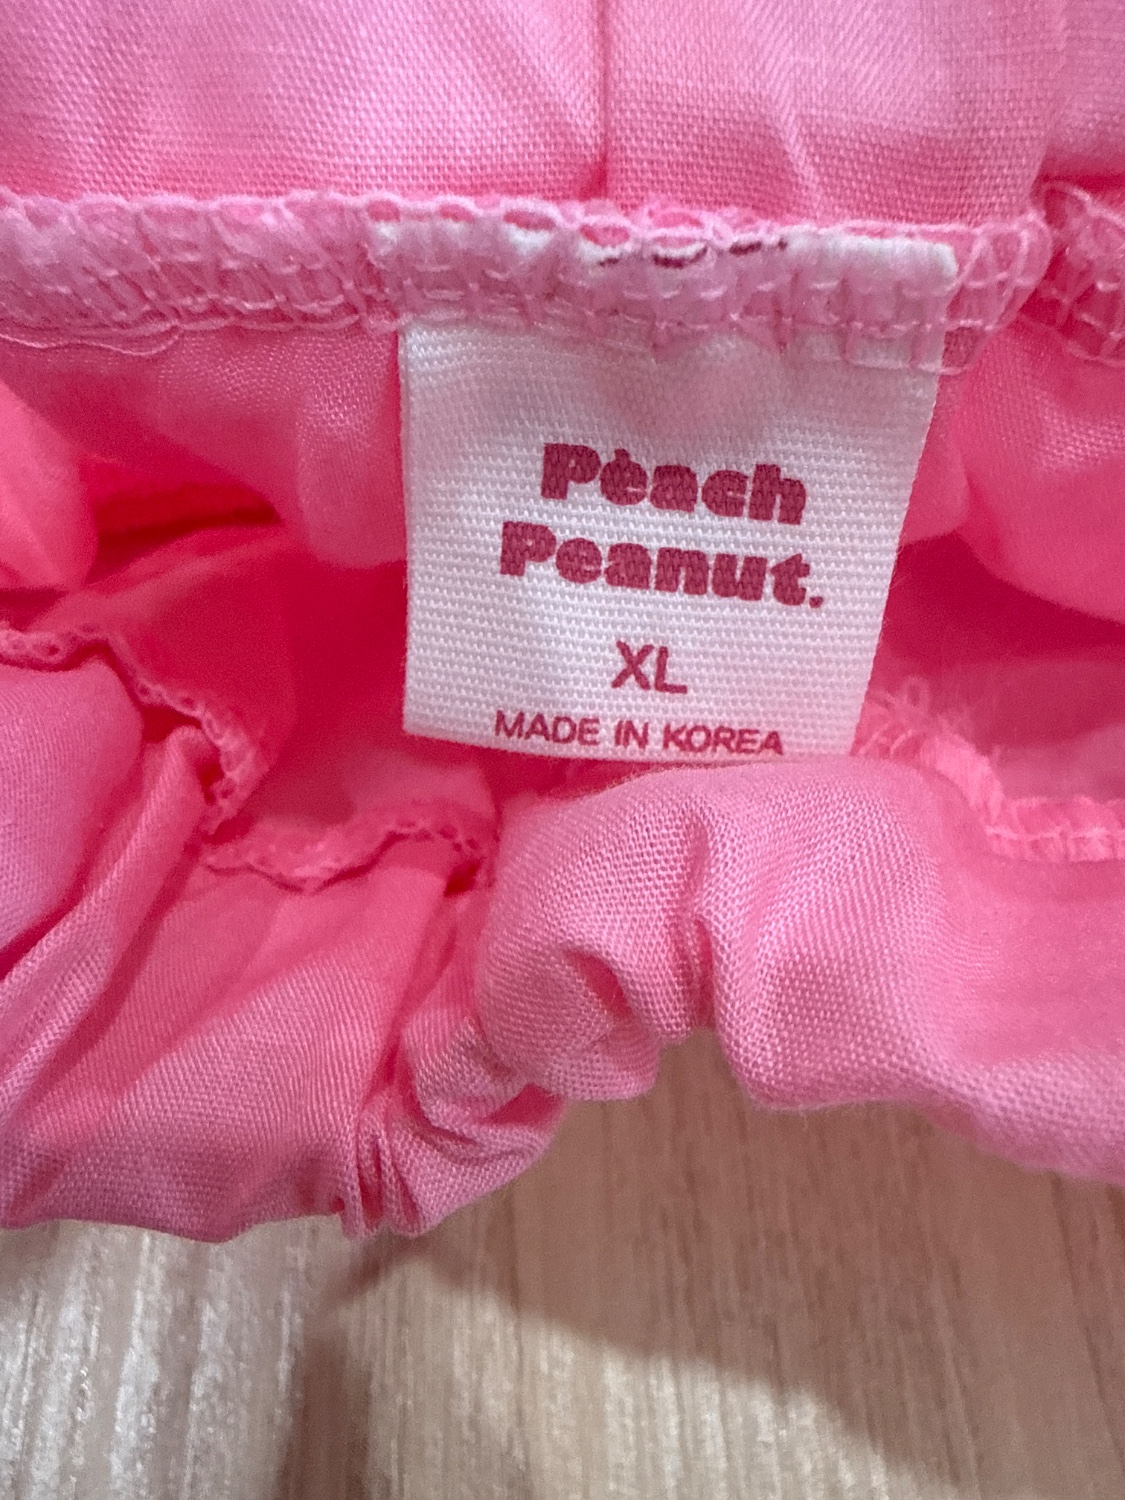 Pèach
Peanut.
XL
MADE IN KOREA